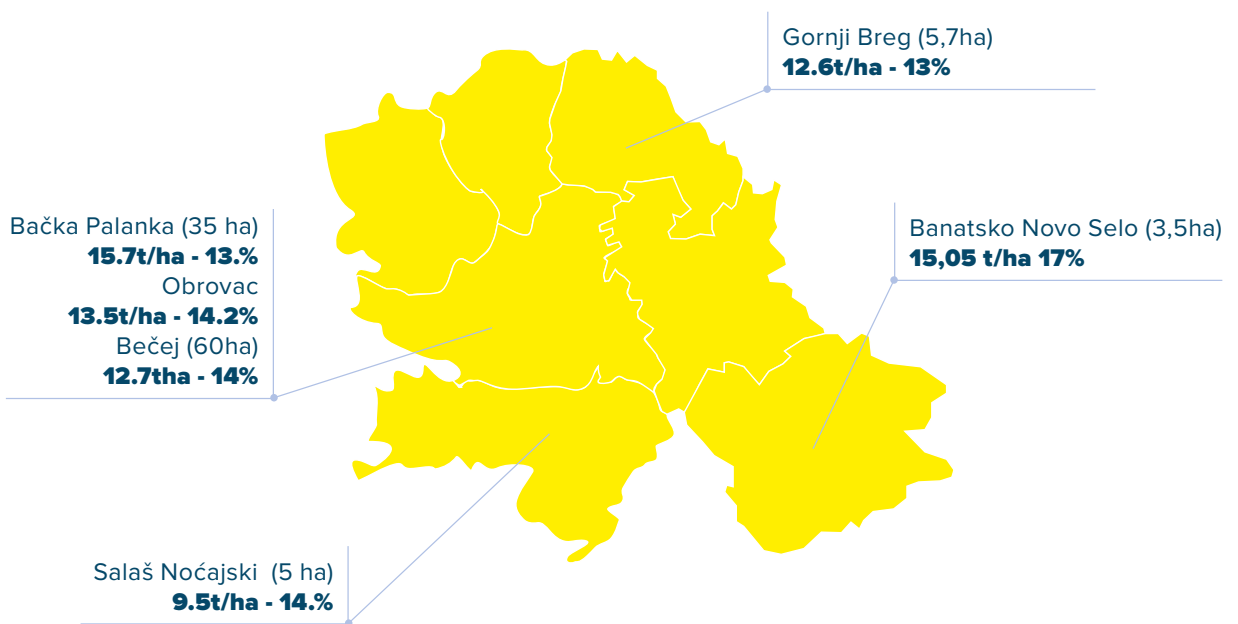 Gornji Breg (5,7ha)
12.6t/ha - 13%
Bačka Palanka (35 ha)
15.7t/ha - 13.%
Obrovac
13.5t/ha - 14.2%
Bečej (60ha)
12.7tha - 14%
Banatsko Novo Selo (3,5ha)
15,05 t/ha 17%
Salaš Noćajski (5 ha)
9.5t/ha - 14.%